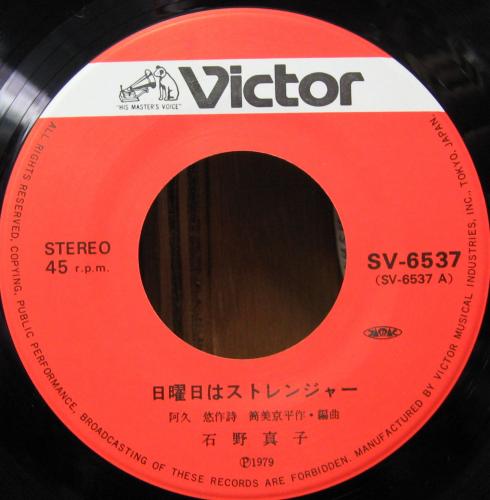 Victor
"HIS MASTER'S VOICE"
STEREO
45 r.p.m.
SV-6537
(SV-6537 A)
日曜日はストレンジャー
阿久 悠作詩 筒美京平作・編曲
石野真子
Ⓟ1979
ALL RIGHTS RESERVED. COPYING, PUBLIC PERFORMANCE, BROADCASTING OF THESE RECORDS ARE FORBIDDEN. MANUFACTURED BY VICTOR MUSICAL INDUSTRIES, INC., TOKYO, JAPAN.